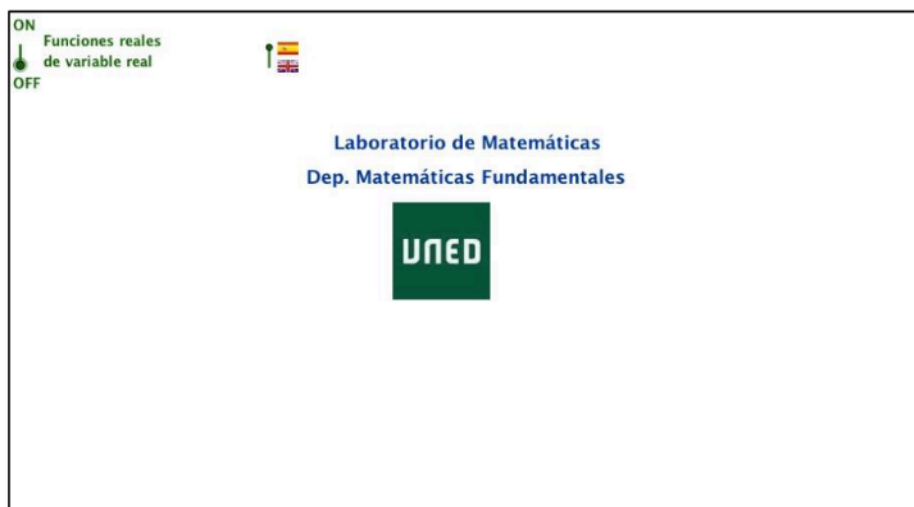 ON
Funciones reales
de variable real
OFF
Laboratorio de Matemáticas
Dep. Matemáticas Fundamentales
UNED